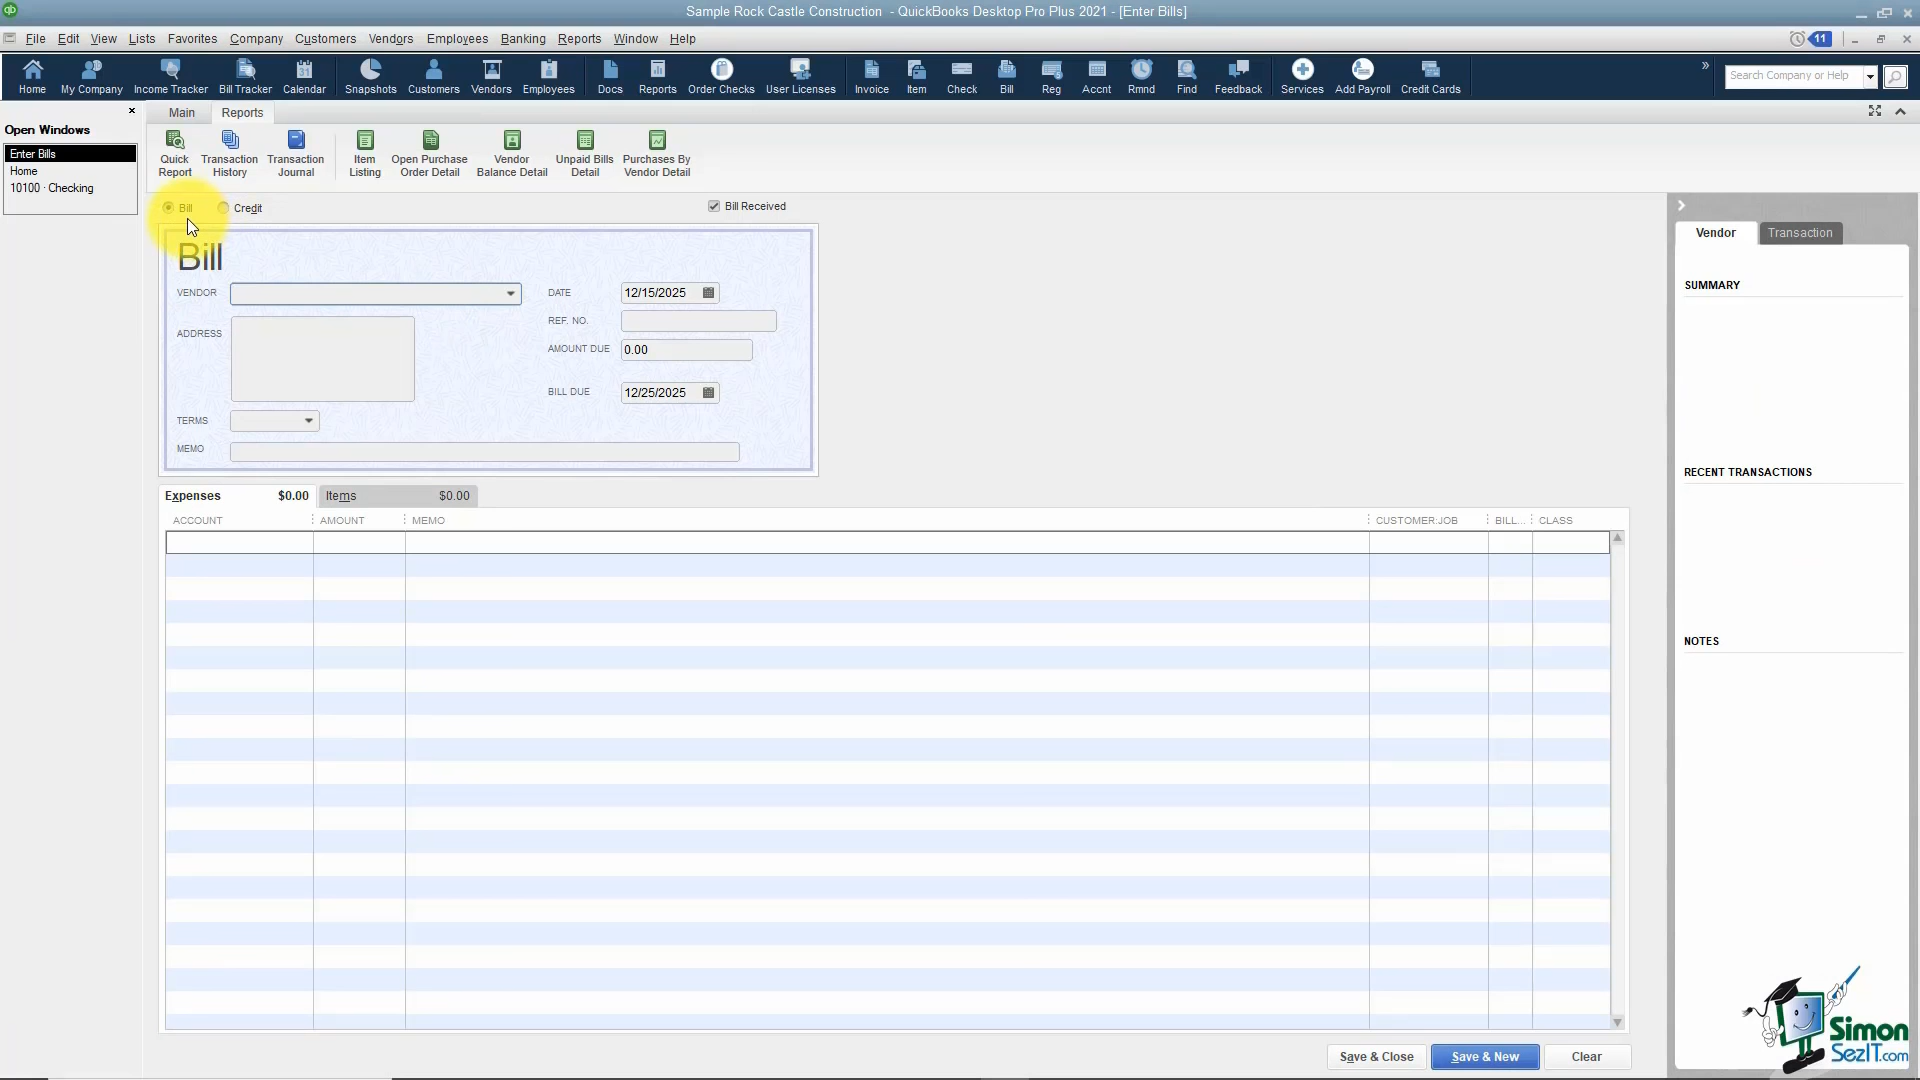 qb
Sample Rock Castle Construction - QuickBooks Desktop Pro Plus 2021 - [Enter Bills]
File Edit View Lists Favorites Company Customers Vendors Employees Banking Reports Window Help
11
Home My Company Income Tracker Bill Tracker Calendar Snapshots Customers Vendors Employees Docs Reports Order Checks User Licenses Invoice Item Check Bill Reg Accnt Rmnd Find Feedback Services Add Payroll Credit Cards
»
Search Company or Help
Open Windows
Enter Bills
Home
10100 · Checking
Main Reports
Quick Report
Transaction History
Transaction Journal
Item Listing
Open Purchase Order Detail
Vendor Balance Detail
Unpaid Bills Detail
Purchases By Vendor Detail
Bill Credit Bill Received
Bill
VENDOR
DATE 12/15/2025
REF. NO.
ADDRESS
AMOUNT DUE 0.00
BILL DUE 12/25/2025
TERMS
MEMO
Expenses $0.00 Items $0.00
ACCOUNT AMOUNT MEMO CUSTOMER:JOB BILL... CLASS
Save & Close Save & New Clear
Vendor Transaction
SUMMARY
RECENT TRANSACTIONS
NOTES
Simon
SezIT.com